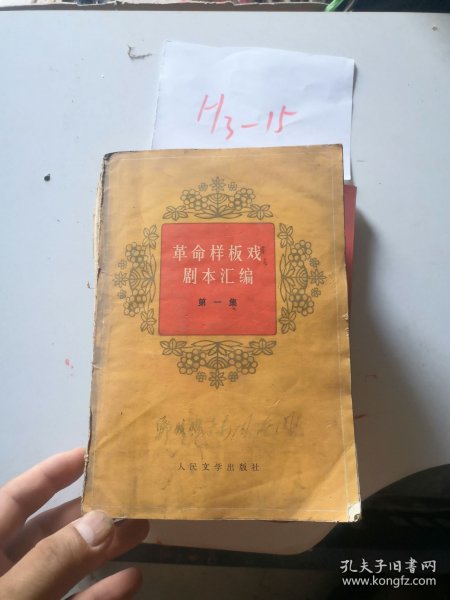 H3-15
革命样板戏
剧本汇编
第一集
人民文学出版社
孔夫子旧书网
www.kongfz.com